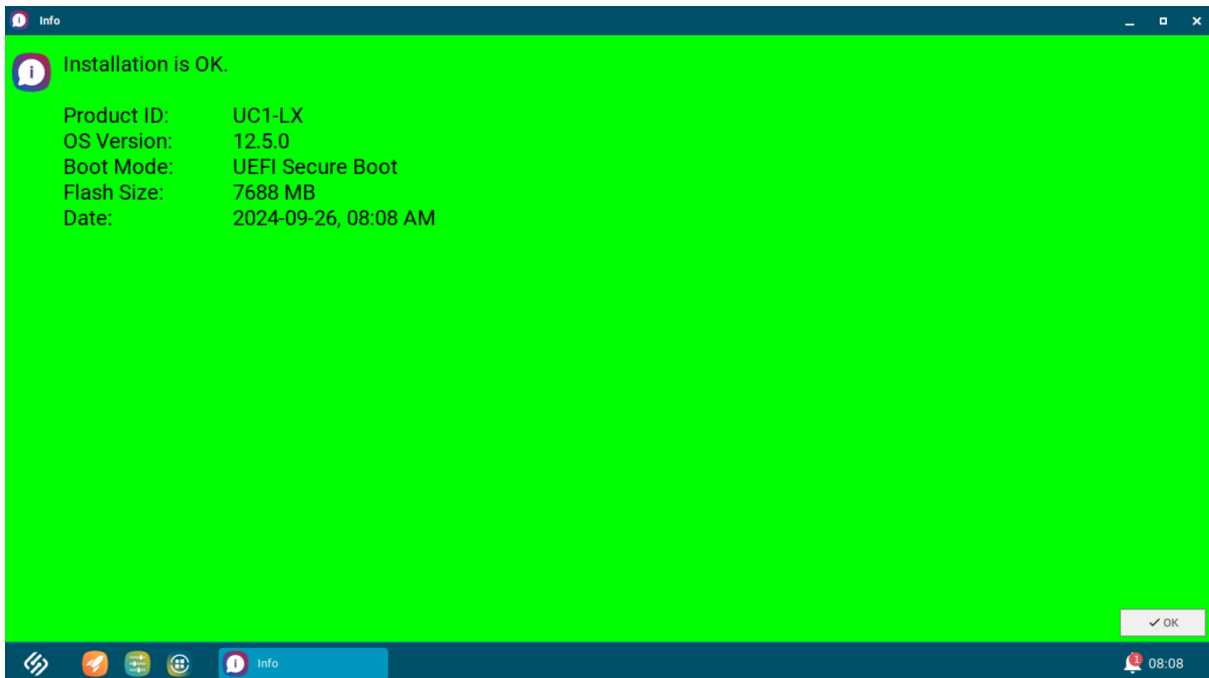 Info
Installation is OK.
Product ID: UC1-LX
OS Version: 12.5.0
Boot Mode: UEFI Secure Boot
Flash Size: 7688 MB
Date: 2024-09-26, 08:08 AM
OK
Info
1
08:08